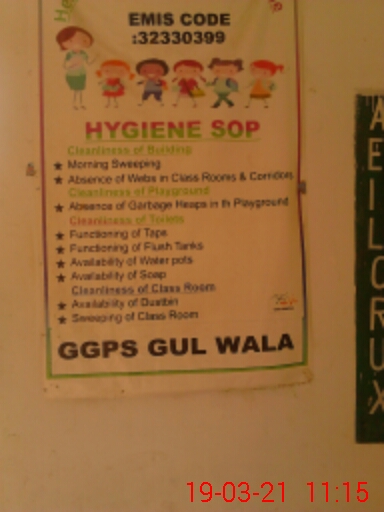 He
e
EMIS CODE
:32330399
HYGIENE SOP
Cleanliness of Building
★ Morning Sweeping
★ Absence of Webs in Class Rooms & Corridors
Cleanliness of Playground
★ Absence of Garbage Heaps in th Playground
Cleanliness of Toilets
★ Functioning of Taps
★ Functioning of Flush Tanks
★ Availability of Water pots
★ Availability of Soap
Cleanliness of Class Room
★ Availability of Dustbin
★ Sweeping of Class Room
GGPS GUL WALA
A
E
I
L
O
R
U
X
19-03-21 11:15